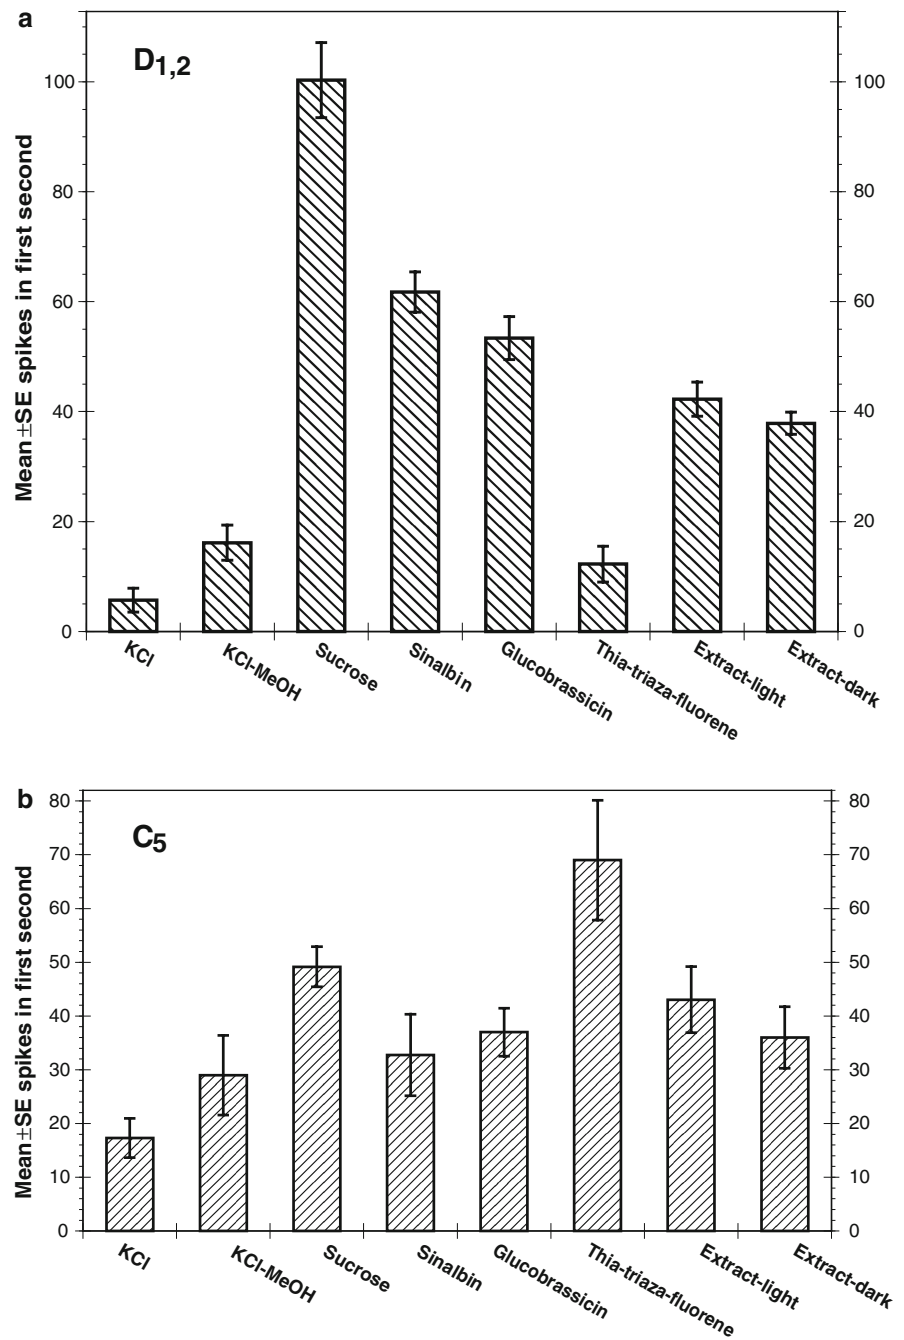 a
D1,2
Mean±SE spikes in first second
100
80
60
40
20
0
100
80
60
40
20
0
KCl
KCl-MeOH
Sucrose
Sinalbin
Glucobrassicin
Thia-triaza-fluorene
Extract-light
Extract-dark
b
C5
Mean±SE spikes in first second
80
70
60
50
40
30
20
10
0
80
70
60
50
40
30
20
10
0
KCl
KCl-MeOH
Sucrose
Sinalbin
Glucobrassicin
Thia-triaza-fluorene
Extract-light
Extract-dark